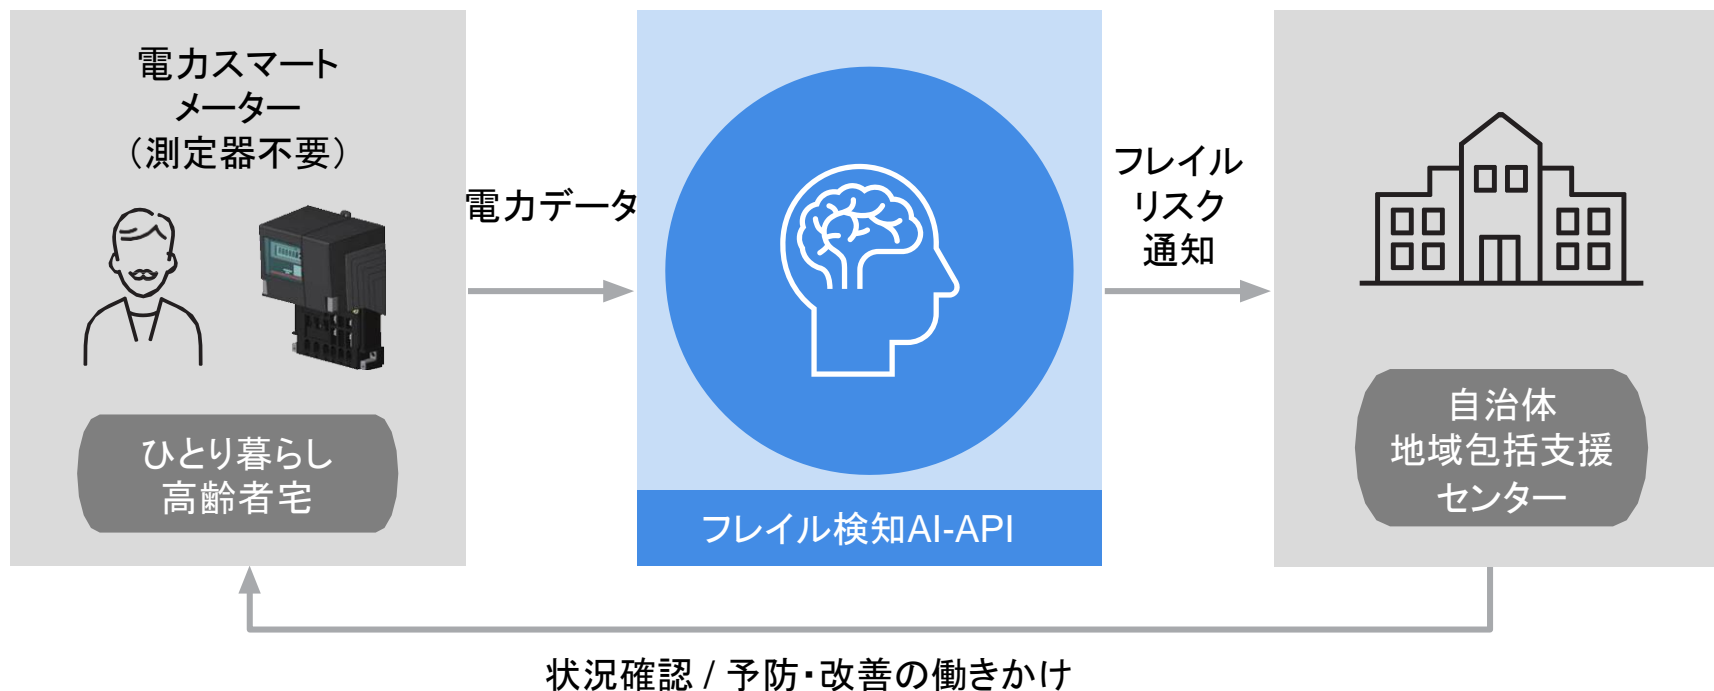 電力スマート
メーター
（測定器不要）
ひとり暮らし
高齢者宅
電力データ
フレイル検知AI-API
フレイル
リスク
通知
自治体
地域包括支援
センター
状況確認 / 予防・改善の働きかけ